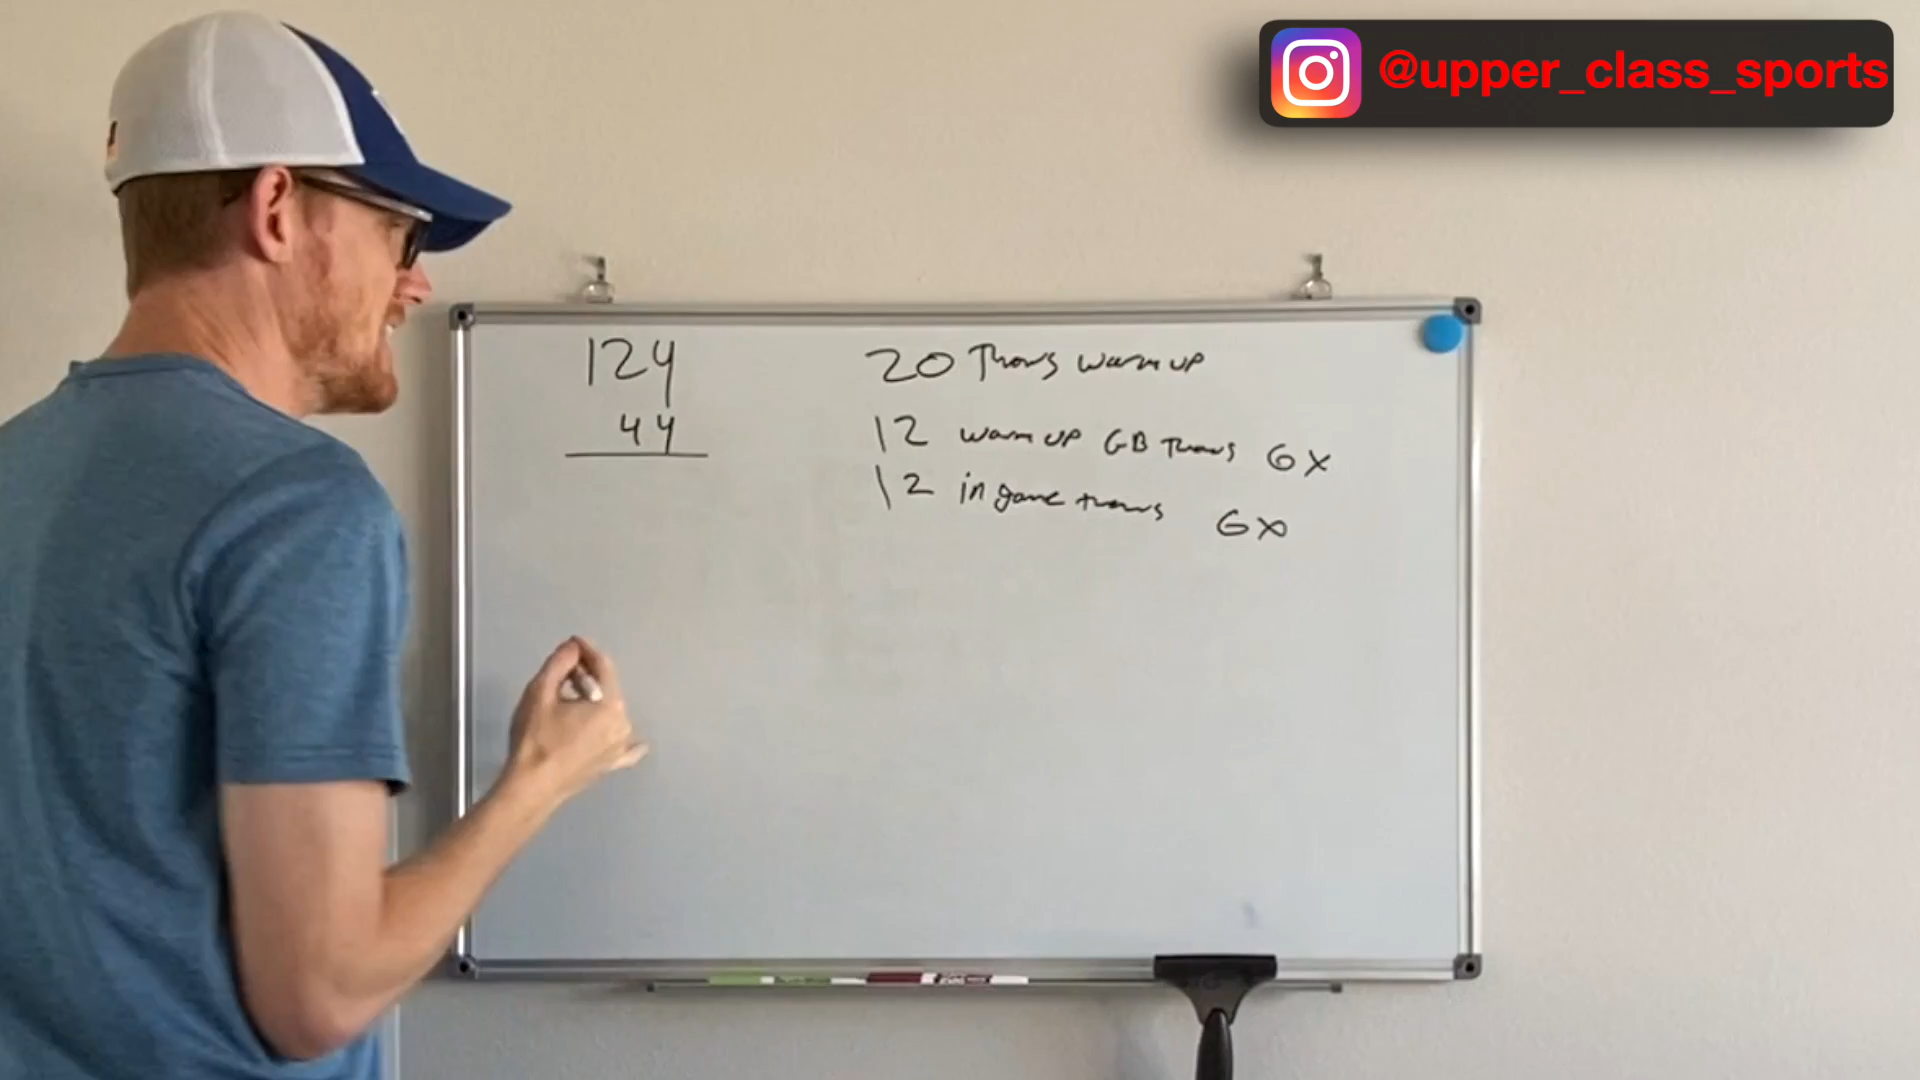 @upper_class_sports
124
44
20 Throws warm up
12 warm up GB Throws 6X
12 in game throws 6X